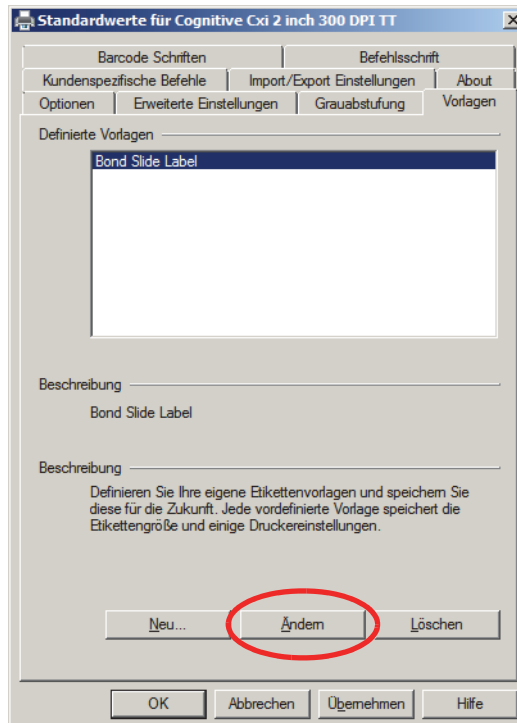 Standardwerte für Cognitive Cxi 2 inch 300 DPI TT
Barcode Schriften Befehlsschrift
Kundenspezifische Befehle Import/Export Einstellungen About
Optionen Erweiterte Einstellungen Grauabstufung Vorlagen
Definierte Vorlagen
Bond Slide Label
Beschreibung
Bond Slide Label
Beschreibung
Definieren Sie Ihre eigene Etikettenvorlagen und speichern Sie
diese für die Zukunft. Jede vordefinierte Vorlage speichert die
Etikettengröße und einige Druckereinstellungen.
Neu... Ändern Löschen
OK Abbrechen Übernehmen Hilfe